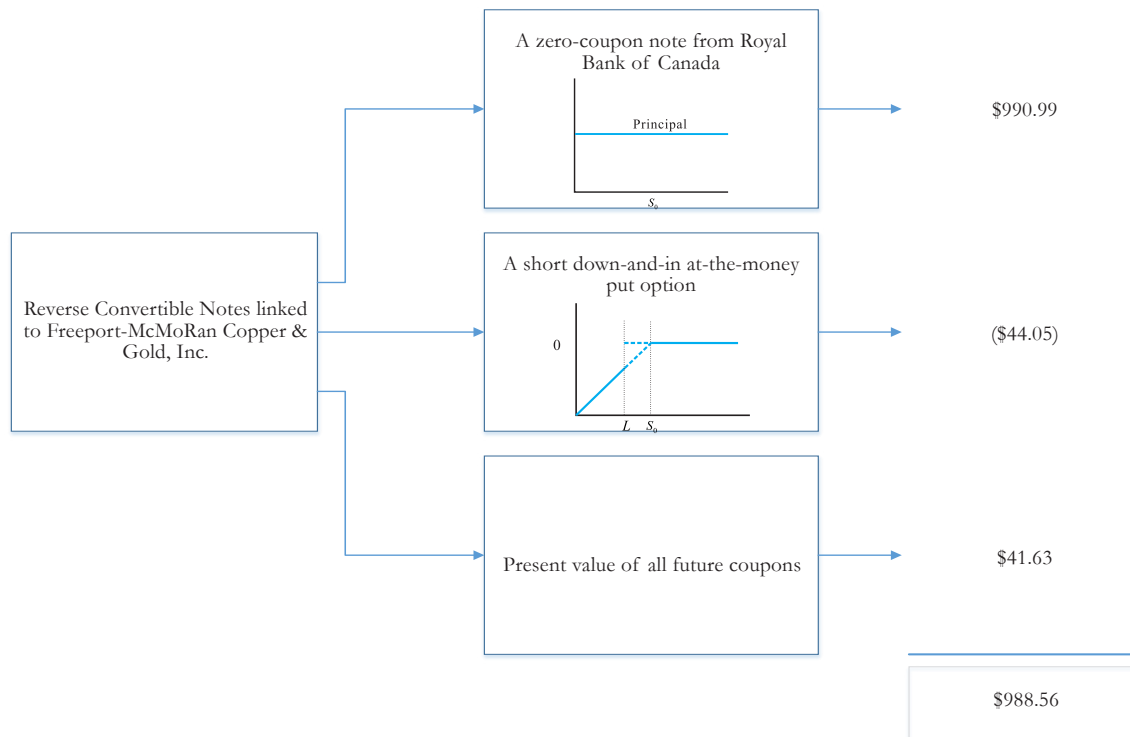 A zero-coupon note from Royal
Bank of Canada
Principal
S₀
$990.99
Reverse Convertible Notes linked
to Freeport-McMoRan Copper &
Gold, Inc.
A short down-and-in at-the-money
put option
0
L S₀
($44.05)
Present value of all future coupons
$41.63
$988.56